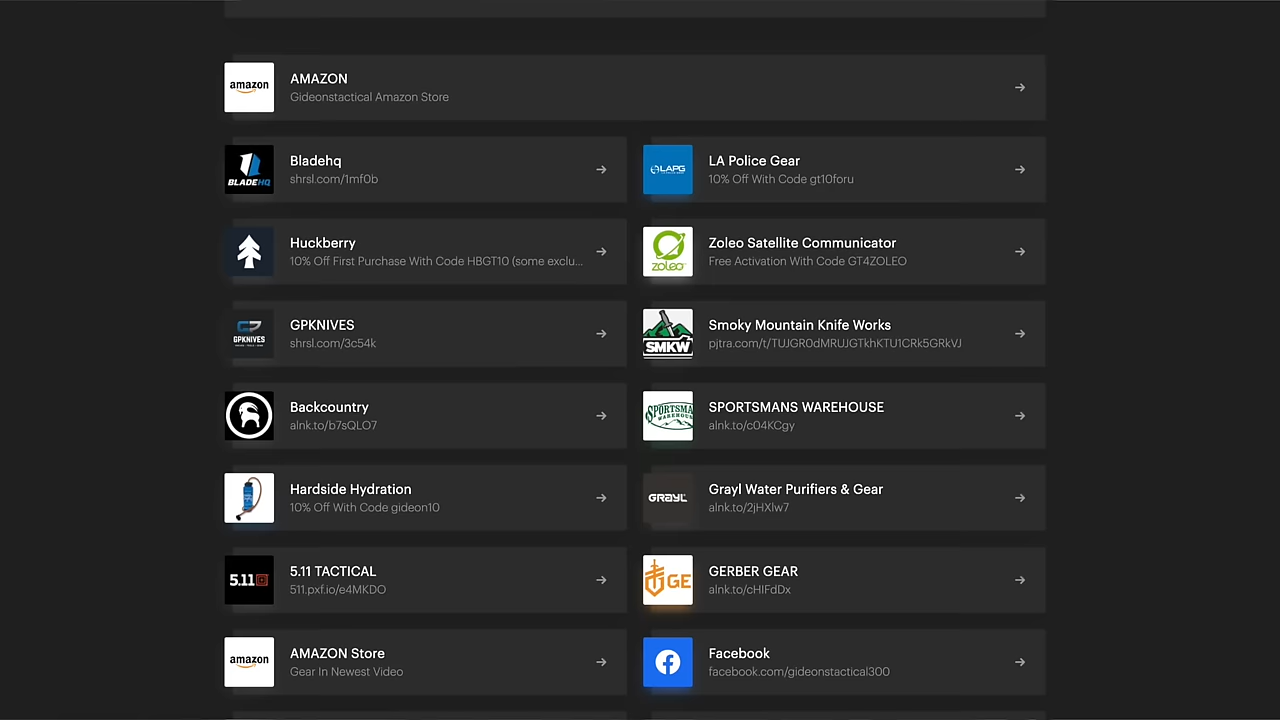 amazon
AMAZON
Gideonstactical Amazon Store
BLADEHQ
Bladehq
shrsl.com/1mf0b
LAPG
LA Police Gear
10% Off With Code gt10foru
Huckberry
10% Off First Purchase With Code HBGT10 (some exclu...
zoleo
Zoleo Satellite Communicator
Free Activation With Code GT4ZOLEO
GPKNIVES
GPKNIVES
shrsl.com/3c54k
SMKW
Smoky Mountain Knife Works
pjtra.com/t/TUJGR0dMRUJGTkhKTU1CRk5GRkVJ
Backcountry
alnk.to/b7sQLO7
SPORTSMA
WAREHOUS
SPORTSMANS WAREHOUSE
alnk.to/c04KCgy
Hardside Hydration
10% Off With Code gideon10
GRAYL
Grayl Water Purifiers & Gear
alnk.to/2jHXlw7
5.11
5.11 TACTICAL
511.pxf.io/e4MKDO
GE
GERBER GEAR
alnk.to/cHIFdDx
amazon
AMAZON Store
Gear In Newest Video
Facebook
facebook.com/gideonstactical300